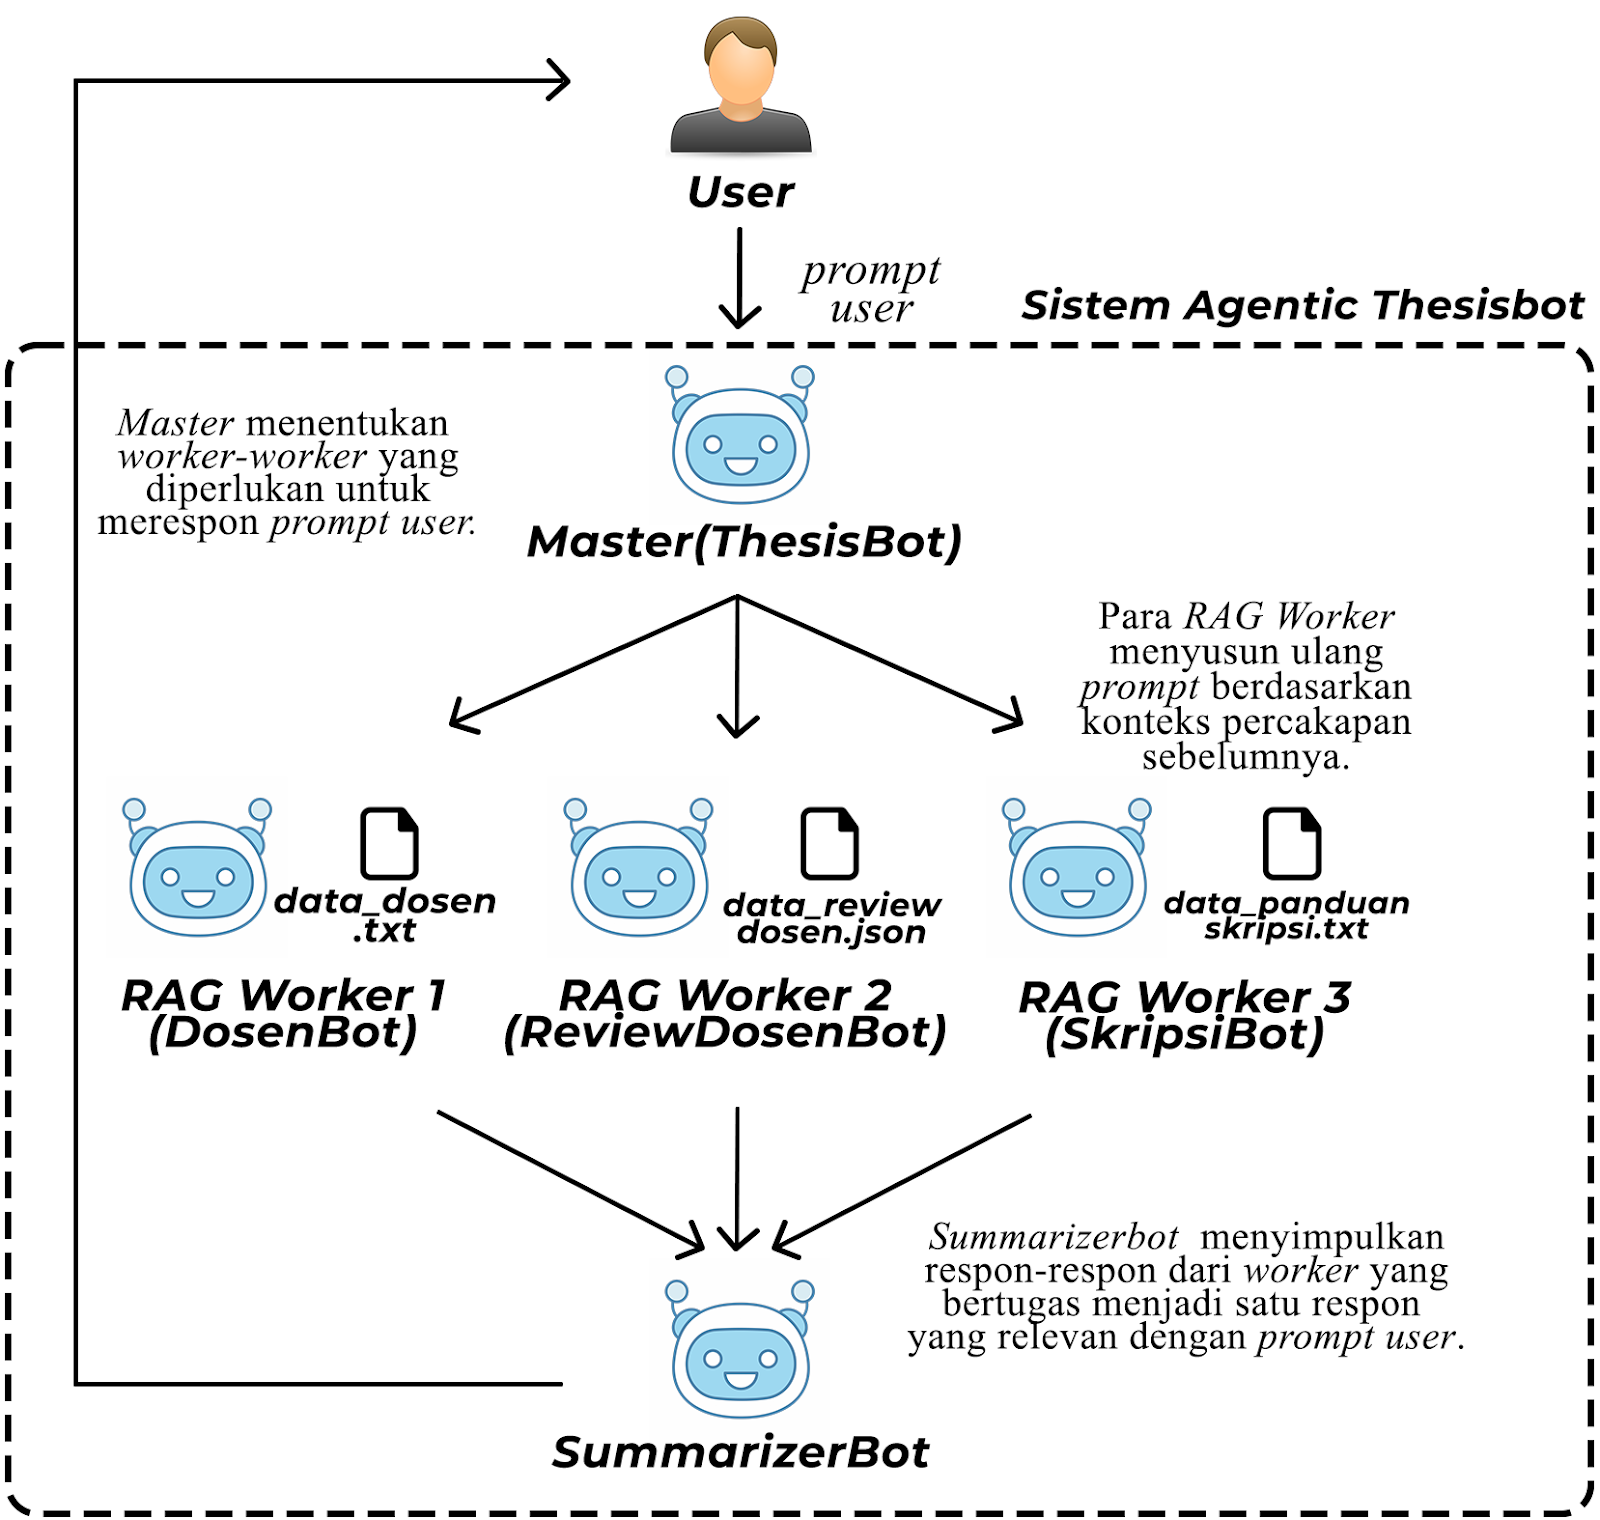 User
prompt
user
Sistem Agentic Thesisbot
Master menentukan
worker-worker yang
diperlukan untuk
merespon prompt user.
Master(ThesisBot)
Para RAG Worker
menyusun ulang
prompt berdasarkan
konteks percakapan
sebelumnya.
data_dosen
.txt
data_review
dosen.json
data_panduan
skripsi.txt
RAG Worker 1
(DosenBot)
RAG Worker 2
(ReviewDosenBot)
RAG Worker 3
(SkripsiBot)
Summarizerbot menyimpulkan
respon-respon dari worker yang
bertugas menjadi satu respon
yang relevan dengan prompt user.
SummarizerBot